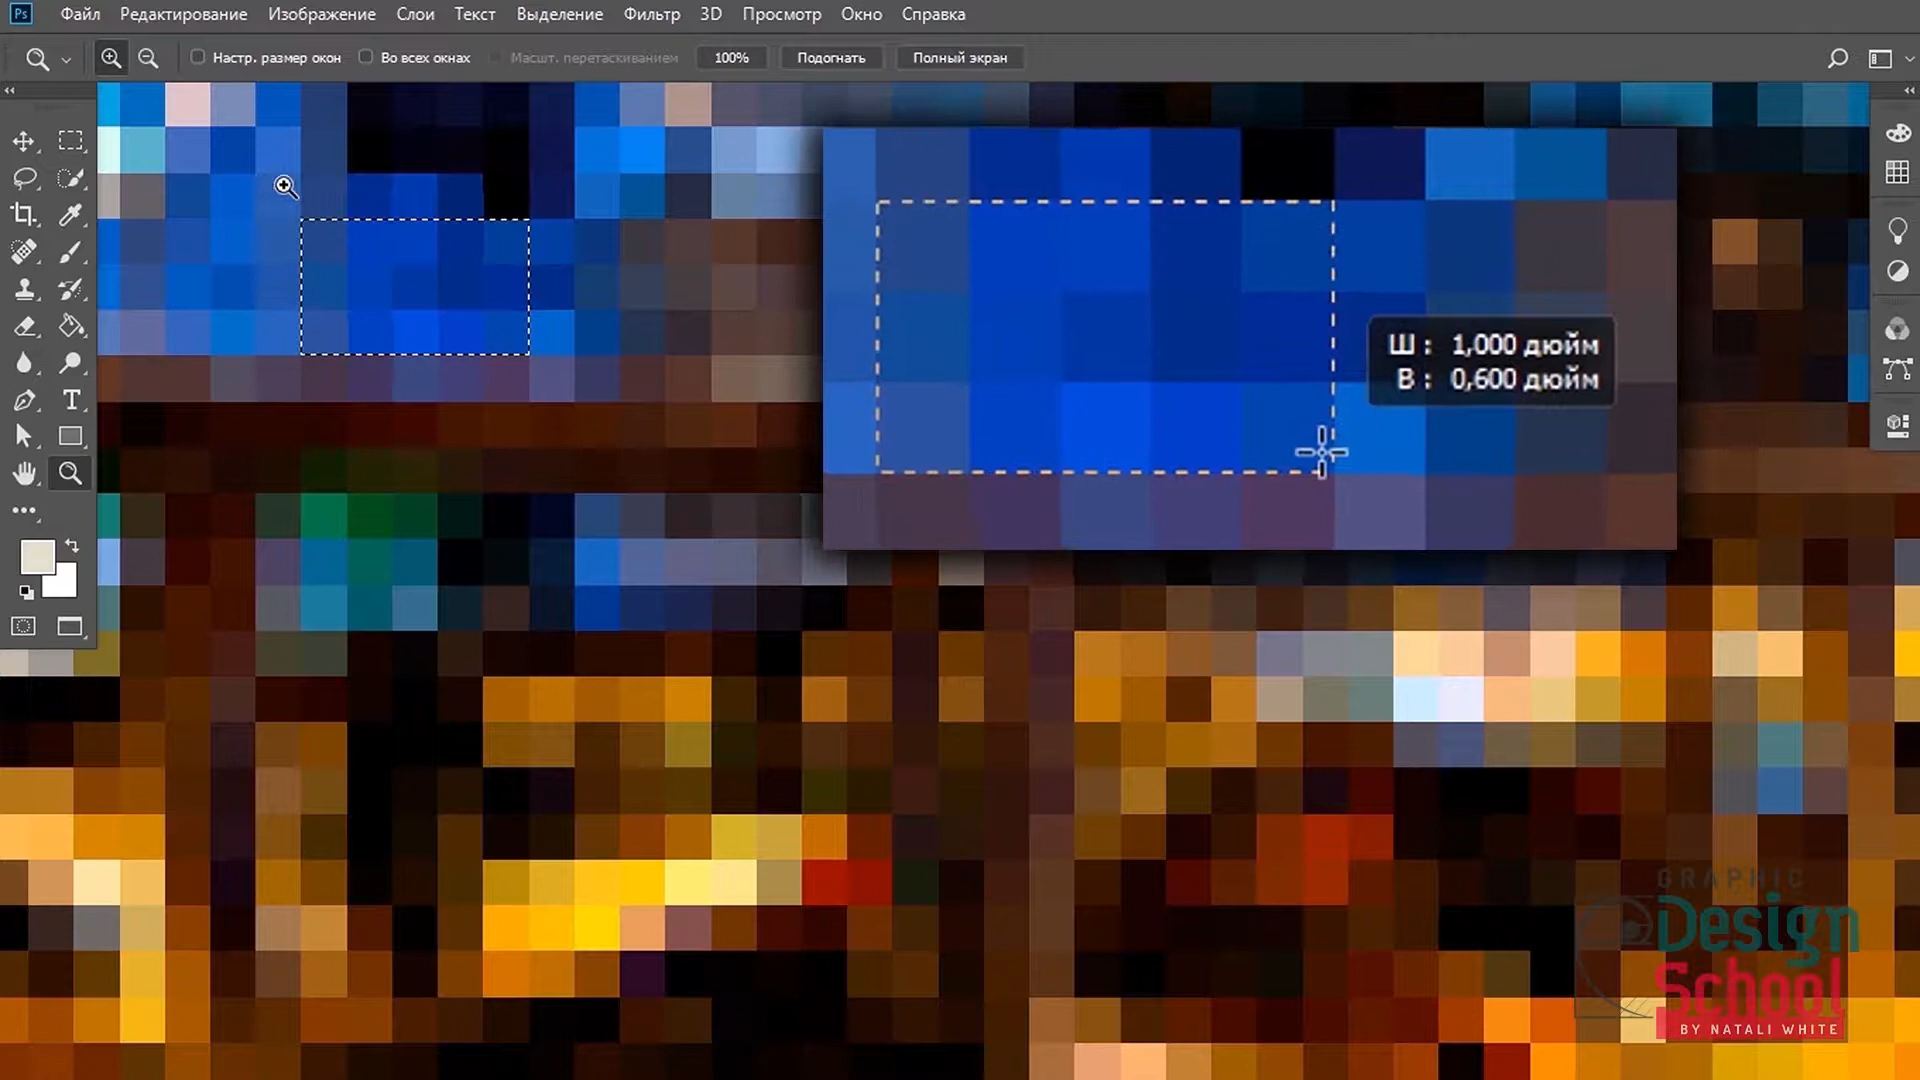 Ps Файл Редактирование Изображение Слои Текст Выделение Фильтр 3D Просмотр Окно Справка
Настр. размер окон Во всех окнах Масшт. перетаскиванием 100% Подогнать Полный экран
Ш : 1,000 дюйм
В : 0,600 дюйм
T
GRAPHIC
Design
School
BY NATALI WHITE